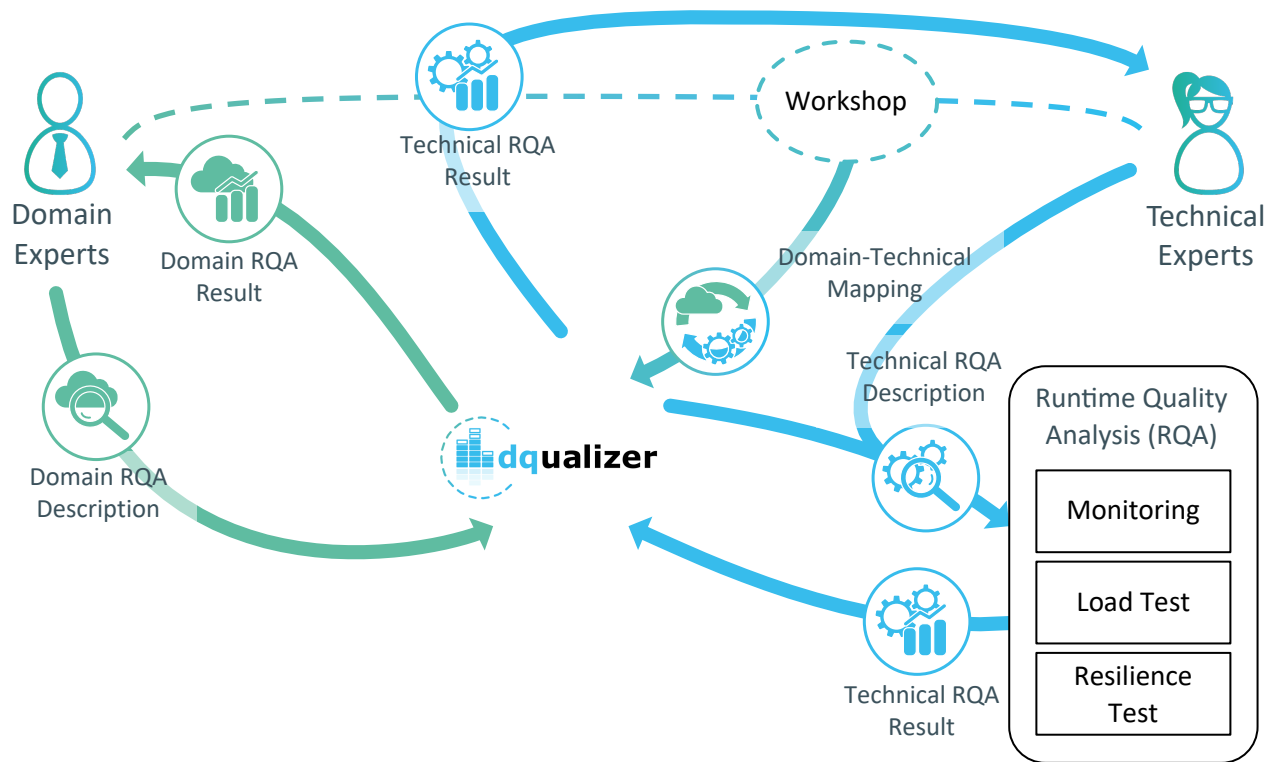 Workshop
Technical RQA
Result
Domain
Experts
Technical
Experts
Domain RQA
Result
Domain-Technical
Mapping
Technical RQA
Description
Runtime Quality
Analysis (RQA)
dqualizer
Domain RQA
Description
Monitoring
Load Test
Resilience
Test
Technical RQA
Result